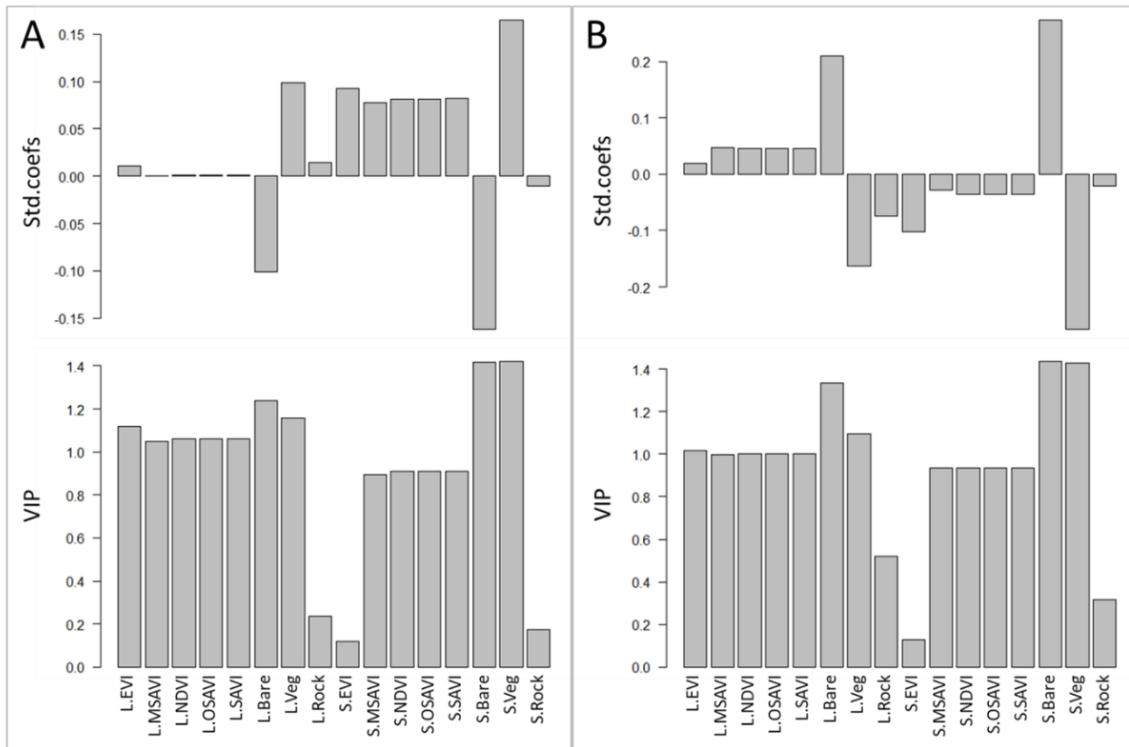 A
Std.coefs
0.15
0.10
0.05
0.00
-0.05
-0.10
-0.15
VIP
1.4
1.2
1.0
0.8
0.6
0.4
0.2
0.0
L.EVI
L.MSAVI
L.NDVI
L.OSAVI
L.SAVI
L.Bare
L.Veg
L.Rock
S.EVI
S.MSAVI
S.NDVI
S.OSAVI
S.SAVI
S.Bare
S.Veg
S.Rock
B
Std.coefs
0.2
0.1
0.0
-0.1
-0.2
VIP
1.4
1.2
1.0
0.8
0.6
0.4
0.2
0.0
L.EVI
L.MSAVI
L.NDVI
L.OSAVI
L.SAVI
L.Bare
L.Veg
L.Rock
S.EVI
S.MSAVI
S.NDVI
S.OSAVI
S.SAVI
S.Bare
S.Veg
S.Rock